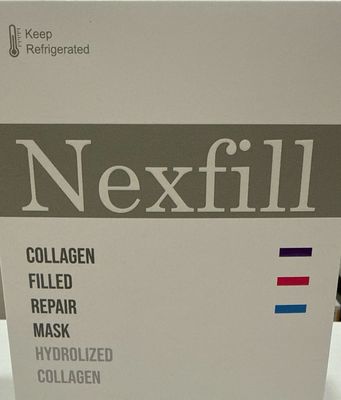 Keep
Refrigerated
Nexfill
COLLAGEN
FILLED
REPAIR
MASK
HYDROLIZED
COLLAGEN